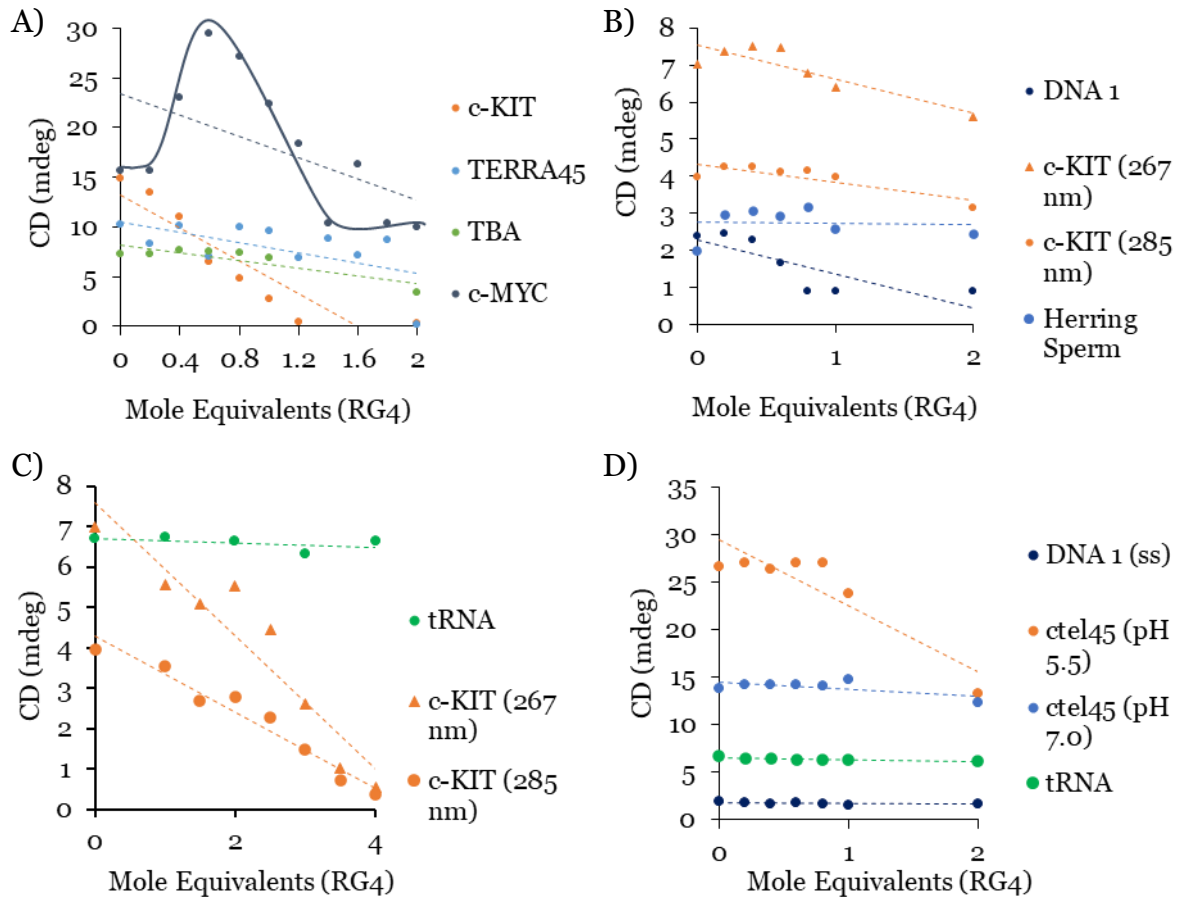 A)
30
25
20
15
10
5
0
CD (mdeg)
0 0.4 0.8 1.2 1.6 2
Mole Equivalents (RG4)
c-KIT
TERRA45
TBA
c-MYC
B)
8
7
6
5
4
3
2
1
0
CD (mdeg)
0 1 2
Mole Equivalents (RG4)
DNA 1
c-KIT (267
nm)
c-KIT (285
nm)
Herring
Sperm
C)
8
7
6
5
4
3
2
1
0
CD (mdeg)
0 2 4
Mole Equivalents (RG4)
tRNA
c-KIT (267
nm)
c-KIT (285
nm)
D)
35
30
25
20
15
10
5
0
CD (mdeg)
0 1 2
Mole Equivalents (RG4)
DNA 1 (ss)
ctel45 (pH
5.5)
ctel45 (pH
7.0)
tRNA